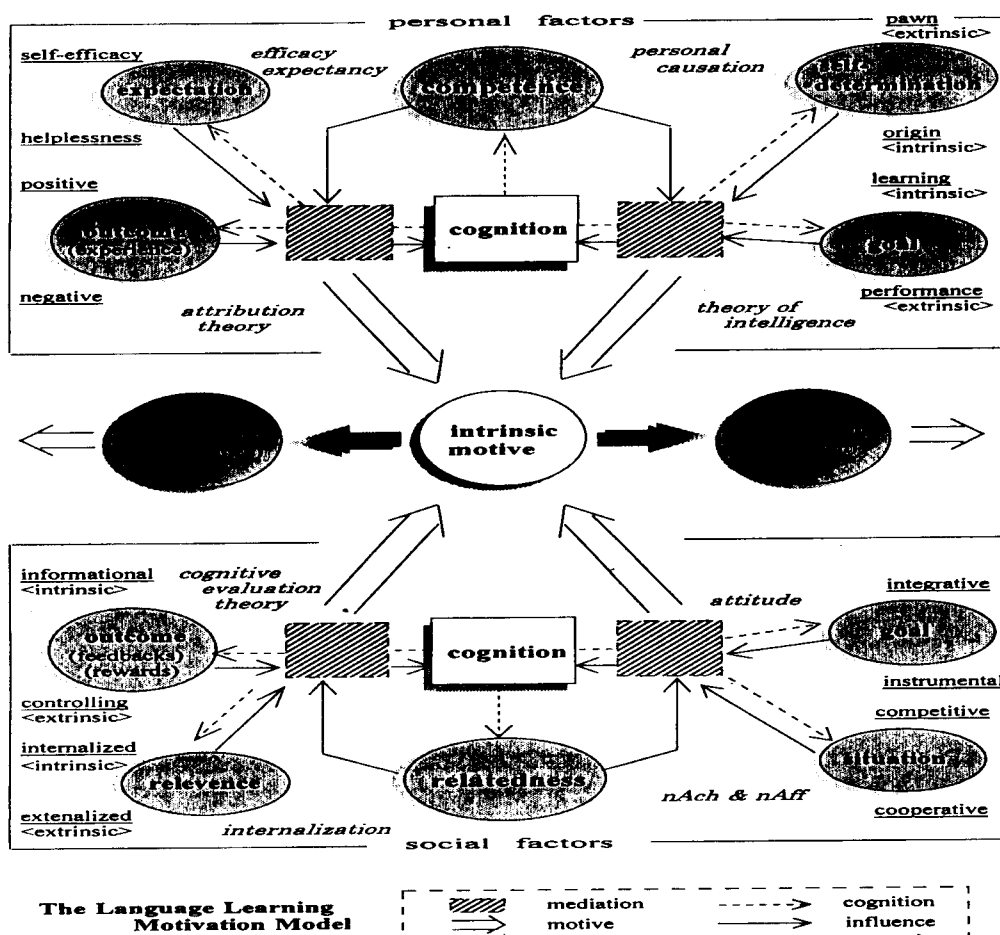 personal factors
pawn
<extrinsic>
self-efficacy
efficacy
expectancy
personal
causation
expectation
competence
self-
determination
helplessness
origin
<intrinsic>
positive
learning
<intrinsic>
outcome
(experience)
cognition
goal
negative
performance
<extrinsic>
attribution
theory
theory of
intelligence
intrinsic
motive
informational
<intrinsic>
cognitive
evaluation
theory
attitude
integrative
outcome
(feedbacks)
(rewards)
cognition
goal
instrumental
controlling
<extrinsic>
competitive
internalized
<intrinsic>
relevence
relatedness
situation
nAch & nAff
cooperative
extenalized
<extrinsic>
internalization
social factors
The Language Learning
Motivation Model
mediation
cognition
motive
influence